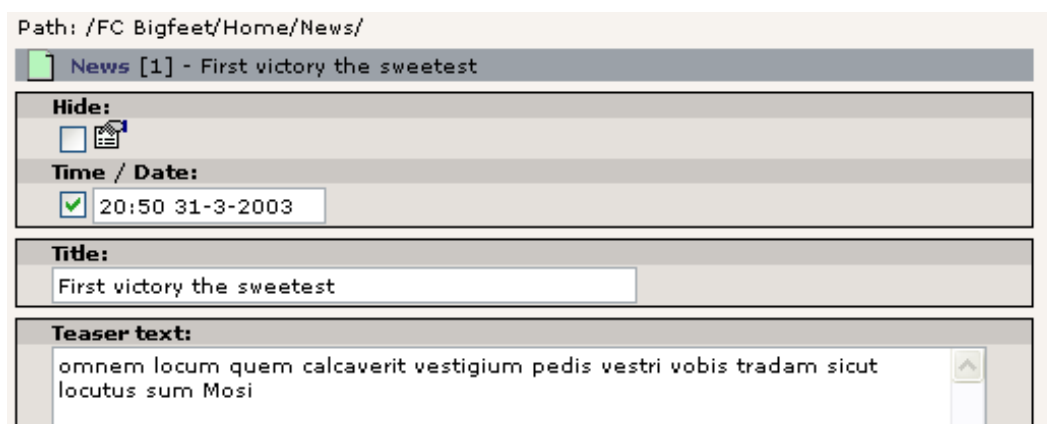 Path: /FC Bigfeet/Home/News/
News [1] - First victory the sweetest
Hide:
Time / Date:
20:50 31-3-2003
Title:
First victory the sweetest
Teaser text:
omnem locum quem calcaverit vestigium pedis vestri vobis tradam sicut
locutus sum Mosi